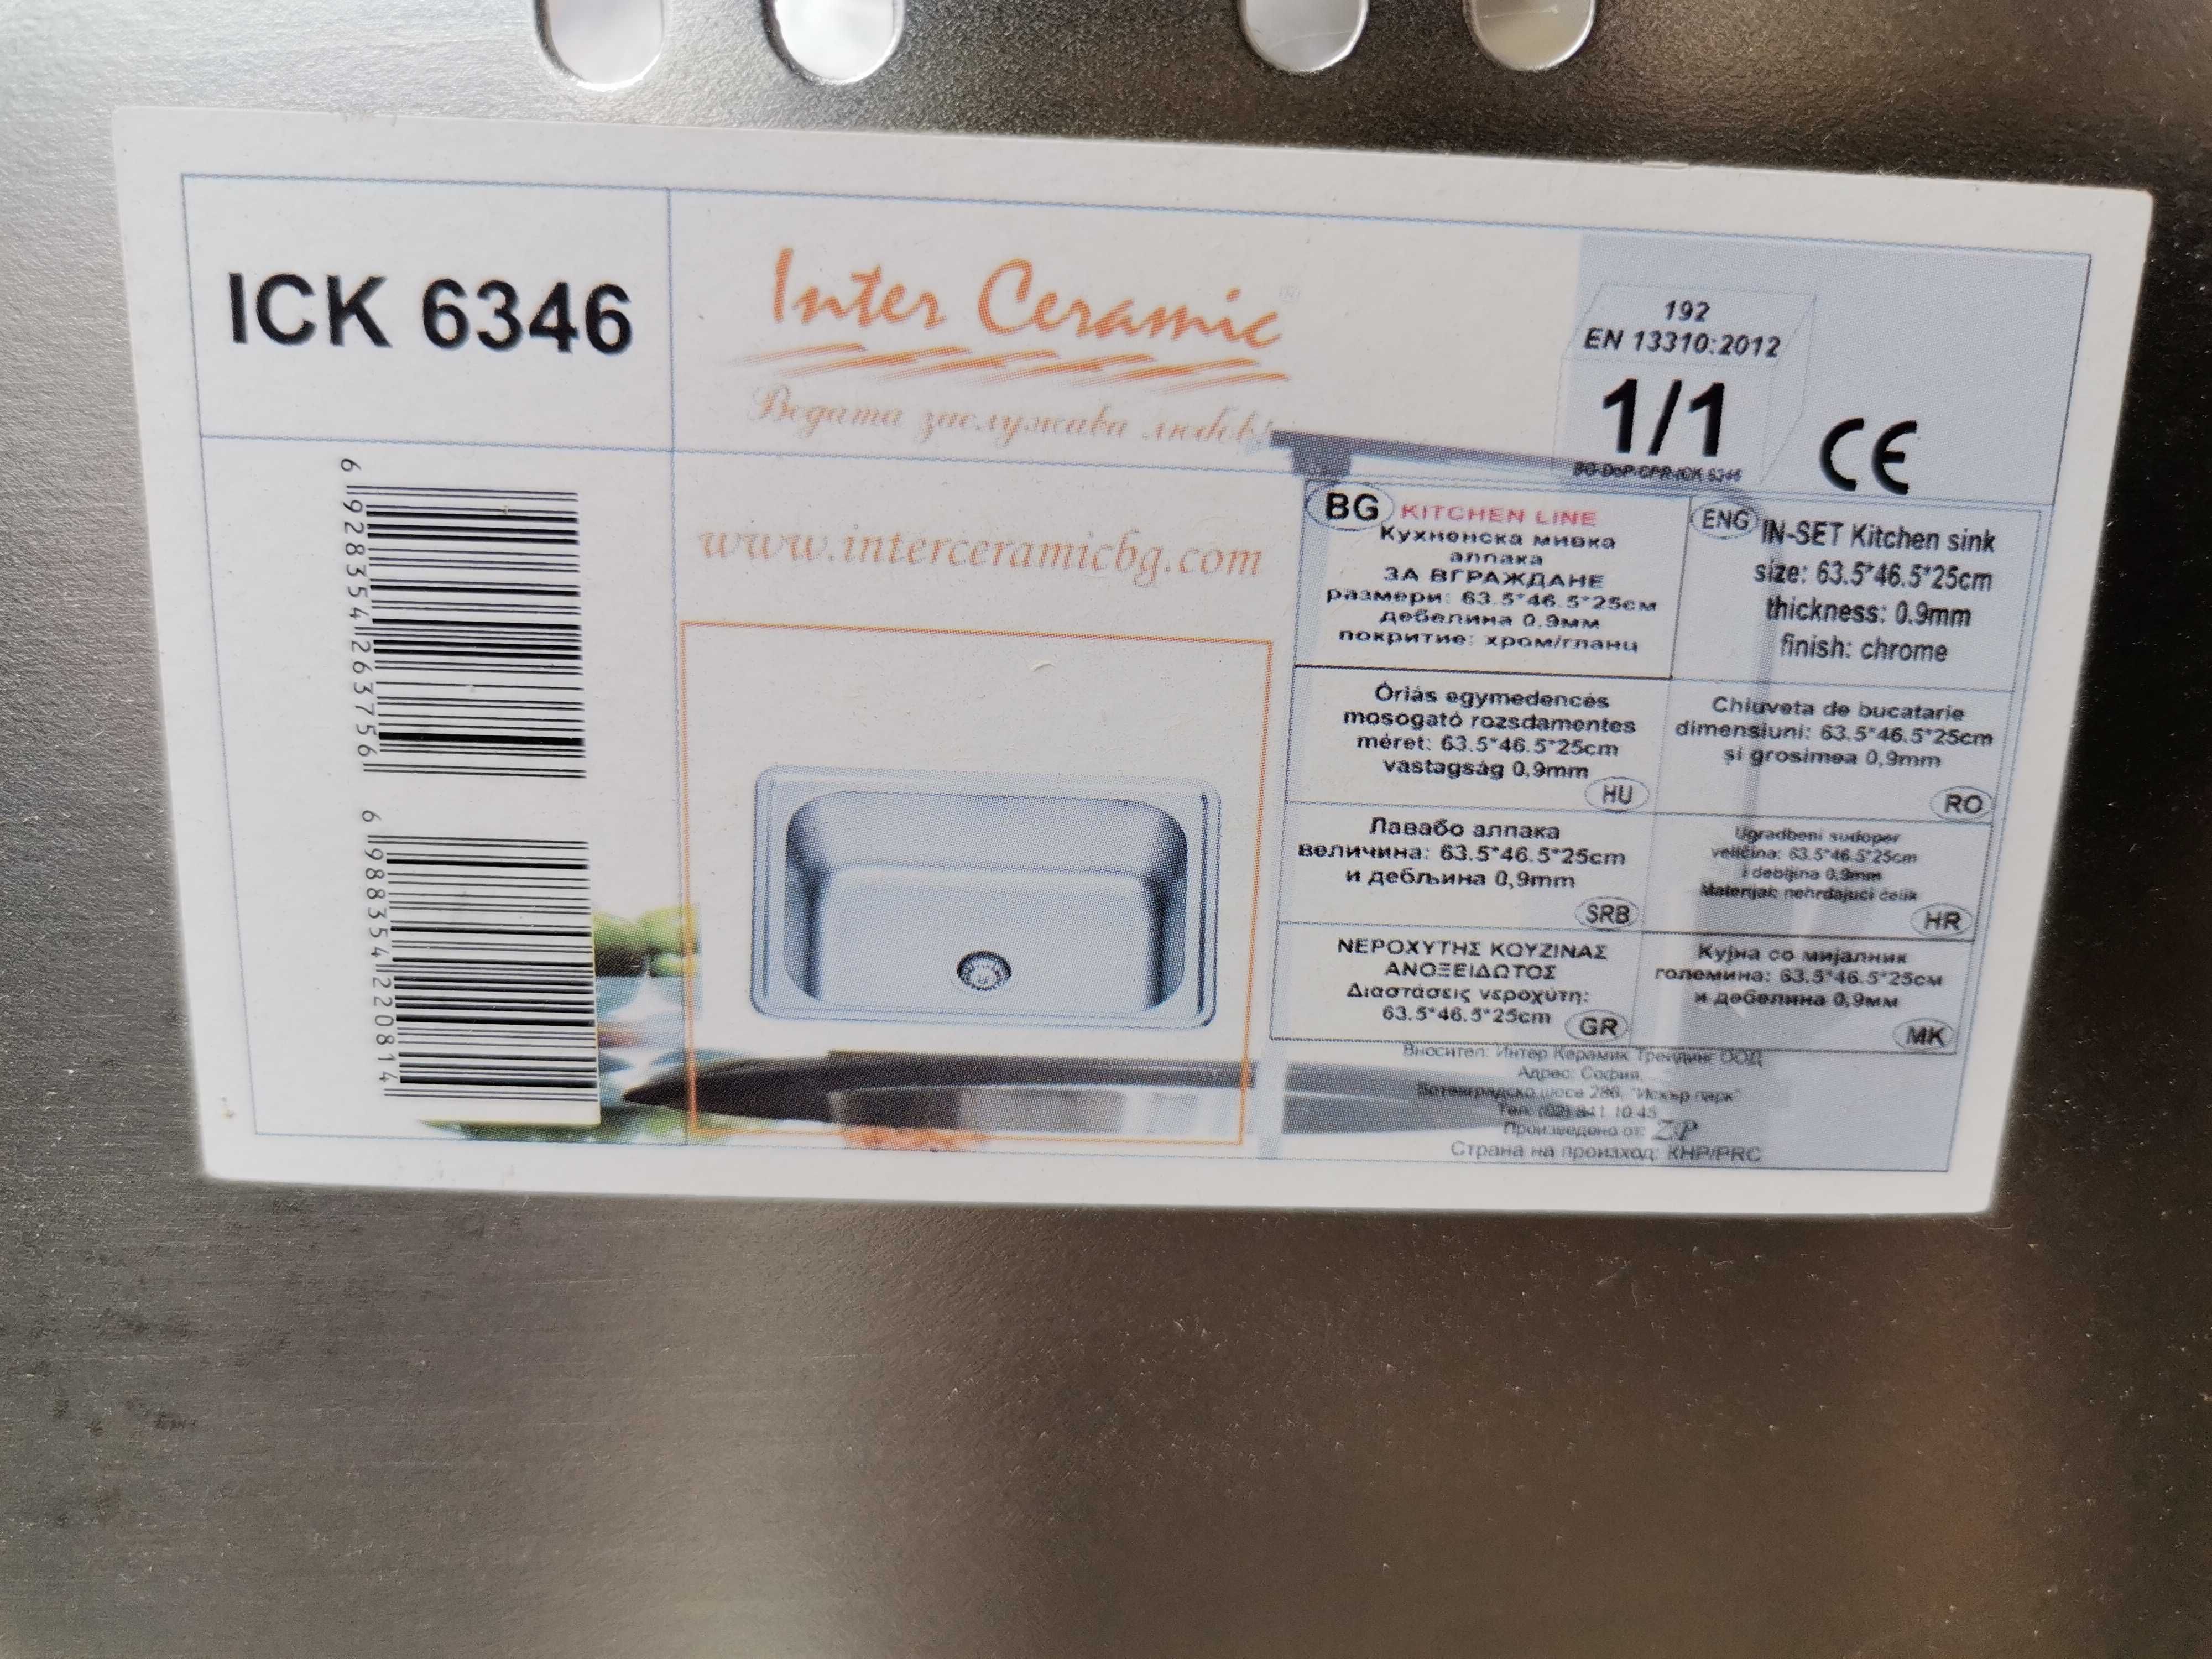 ICK 6346
Inter Ceramic
Водата заслужава любов!
192
EN 13310:2012
1/1
BG-DoP-CPR-ICK 6346
CE
6 928354 263756
6 988354 220814
www.interceramicbg.com
BG KITCHEN LINE
Кухненска мивка
алпака
ЗА ВГРАЖДАНЕ
размери: 63.5*46.5*25см
дебелина 0,9мм
покритие: хром/гланц
ENG IN-SET Kitchen sink
size: 63.5*46.5*25cm
thickness: 0.9mm
finish: chrome
Óriás egymedencés
mosogató rozsdamentes
méret: 63.5*46.5*25cm
vastagság 0,9mm
HU
Chiuveta de bucatarie
dimensiuni: 63.5*46.5*25cm
și grosimea 0,9mm
RO
Лавабо алпака
величина: 63.5*46.5*25cm
и дебљина 0,9mm
SRB
Ugradbeni sudoper
veličina: 63.5*46.5*25cm
i debljina 0,9mm
Materijal: nehrdajući čelik
HR
ΝΕΡΟΧΥΤΗΣ ΚΟΥΖΙΝΑΣ
ΑΝΟΞΕΙΔΩΤΟΣ
Διαστάσεις νεροχύτη:
63.5*46.5*25cm
GR
Кујна со мијалник
големина: 63.5*46.5*25см
и дебелина 0,9мм
MK
Вносител: Интер Керамик Трейдинг ООД
Адрес: София,
Ботевградско шосе 286, "Искър парк"
Тел: (02) 841 10 45
Произведено от: ZP
Страна на произход: КНР/PRC